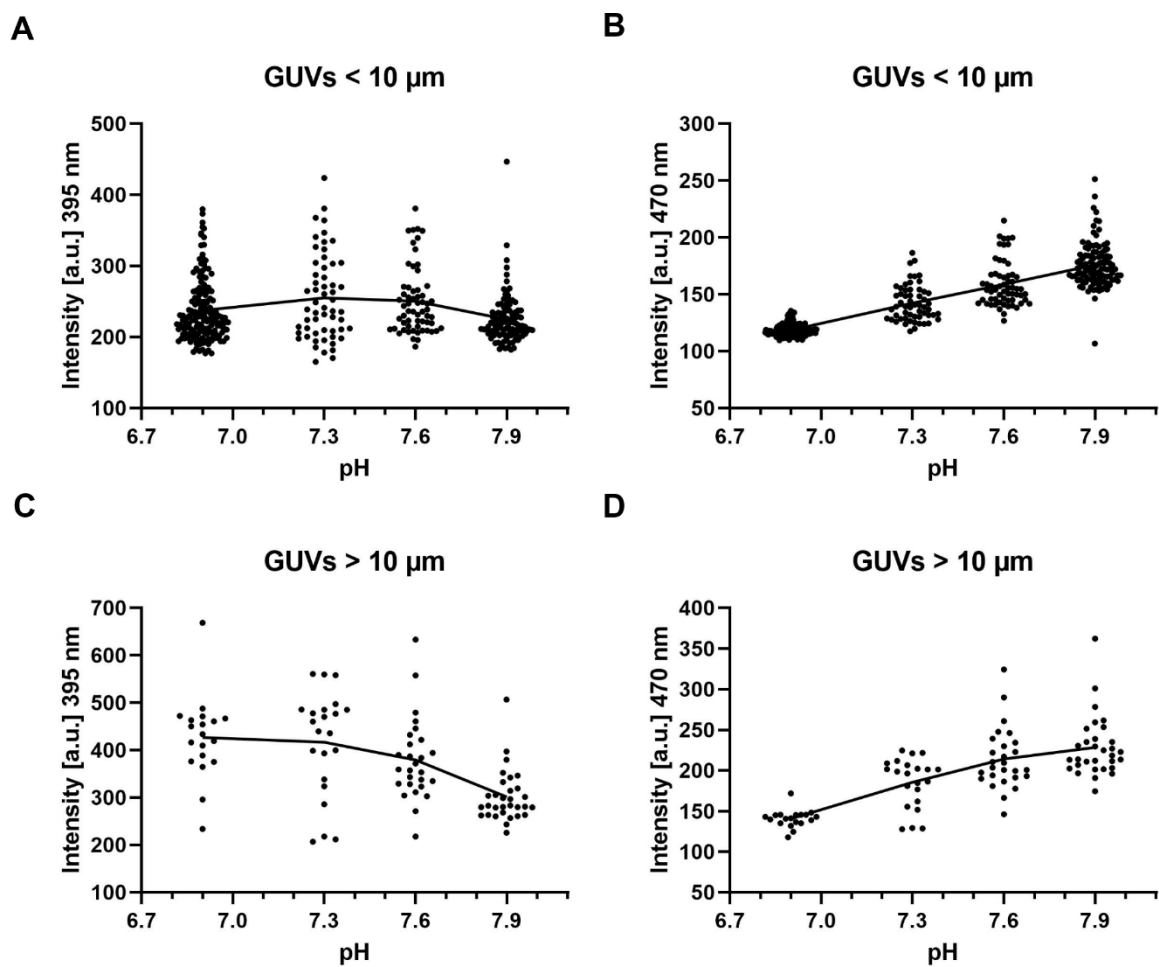 A
GUVs < 10 µm
Intensity [a.u.] 395 nm
500
400
300
200
100
6.7 7.0 7.3 7.6 7.9
pH
B
GUVs < 10 µm
Intensity [a.u.] 470 nm
300
250
200
150
100
50
6.7 7.0 7.3 7.6 7.9
pH
C
GUVs > 10 µm
Intensity [a.u.] 395 nm
700
600
500
400
300
200
100
6.7 7.0 7.3 7.6 7.9
pH
D
GUVs > 10 µm
Intensity [a.u.] 470 nm
400
350
300
250
200
150
100
50
6.7 7.0 7.3 7.6 7.9
pH